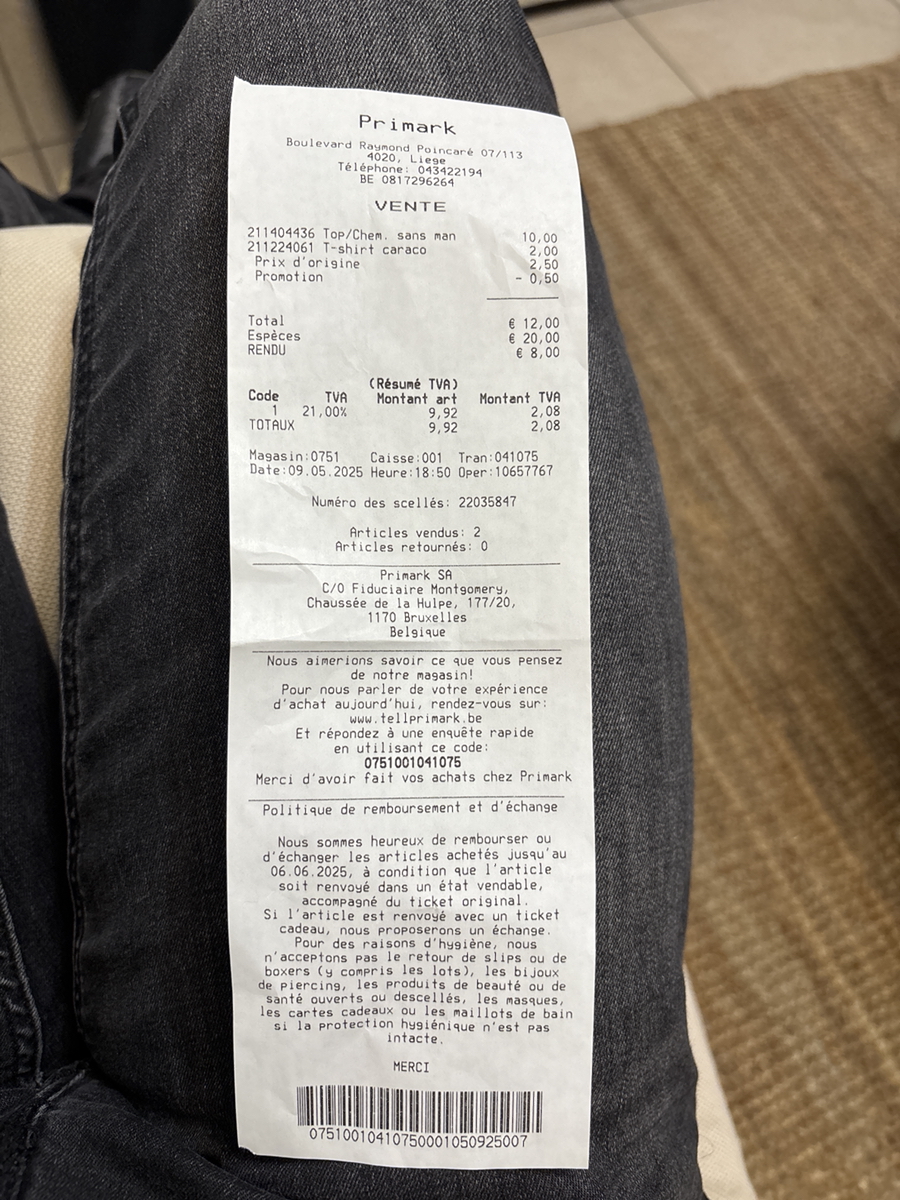 Primark
Boulevard Raymond Poincaré 07/113
4020, Liege
Téléphone: 043422194
BE 0817296264
VENTE
211404436 Top/Chem. sans man 10,00
211224061 T-shirt caraco 2,00
Prix d'origine 2,50
Promotion - 0,50
Total € 12,00
Espèces € 20,00
RENDU € 8,00
(Résumé TVA)
Code TVA Montant art Montant TVA
1 21,00% 9,92 2,08
TOTAUX 9,92 2,08
Magasin:0751 Caisse:001 Tran:041075
Date:09.05.2025 Heure:18:50 Oper:10657767
Numéro des scellés: 22035847
Articles vendus: 2
Articles retournés: 0
Primark SA
C/O Fiduciaire Montgomery,
Chaussée de la Hulpe, 177/20,
1170 Bruxelles
Belgique
Nous aimerions savoir ce que vous pensez
de notre magasin!
Pour nous parler de votre expérience
d'achat aujourd'hui, rendez-vous sur:
www.tellprimark.be
Et répondez à une enquête rapide
en utilisant ce code:
0751001041075
Merci d'avoir fait vos achats chez Primark
Politique de remboursement et d'échange
Nous sommes heureux de rembourser ou
d'échanger les articles achetés jusqu'au
06.06.2025, à condition que l'article
soit renvoyé dans un état vendable,
accompagné du ticket original.
Si l'article est renvoyé avec un ticket
cadeau, nous proposerons un échange.
Pour des raisons d'hygiène, nous
n'acceptons pas le retour de slips ou de
boxers (y compris les lots), les bijoux
de piercing, les produits de beauté ou de
santé ouverts ou descellés, les masques,
les cartes cadeaux ou les maillots de bain
si la protection hygiénique n'est pas
intacte.
MERCI
0751001041075000105092500​7